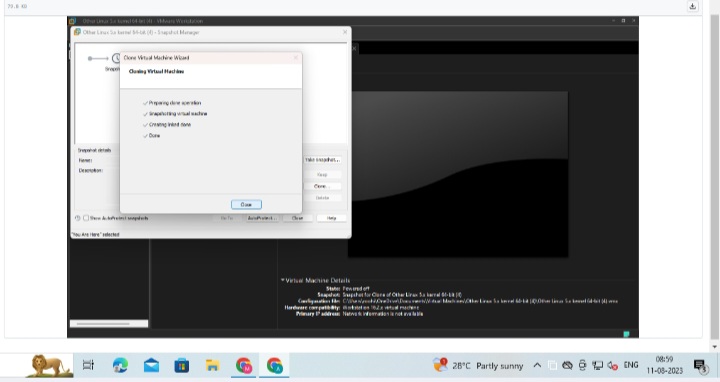 Other Linux 5.x kernel 64-bit (4) - VMware Workstation
Other Linux 5.x kernel 64-bit (4) - Snapshot Manager
Clone Virtual Machine Wizard
Cloning Virtual Machine
Preparing clone operation
Snapshotting virtual machine
Creating linked clone
Done
Snapshot details
Name:
Description:
Take Snapshot...
Keep
Clone...
Delete
Close
Show AutoProtect snapshots
Go To
AutoProtect...
Close
Help
"You Are Here" selected
Virtual Machine Details
State: Powered off
Snapshot: Snapshot for Clone of Other Linux 5.x kernel 64-bit (4)
Configuration file:
Hardware compatibility: Workstation 16.2.x virtual machine
Primary IP address: Network information is not available
28°C Partly sunny
ENG
08:59
11-08-2023